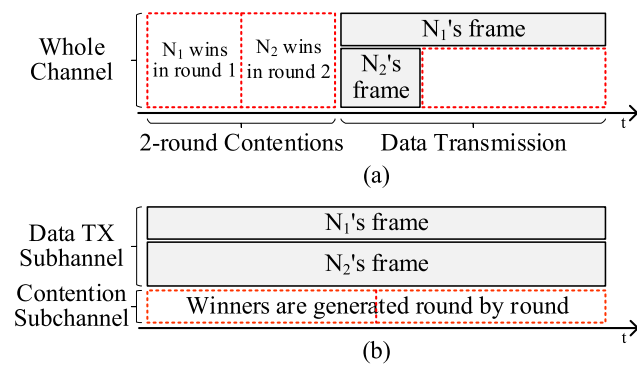 Whole
Channel
N₁ wins
in round 1
N₂ wins
in round 2
N₁'s frame
N₂'s
frame
t
2-round Contentions
Data Transmission
(a)
Data TX
Subhannel
N₁'s frame
N₂'s frame
Contention
Subchannel
Winners are generated round by round
t
(b)